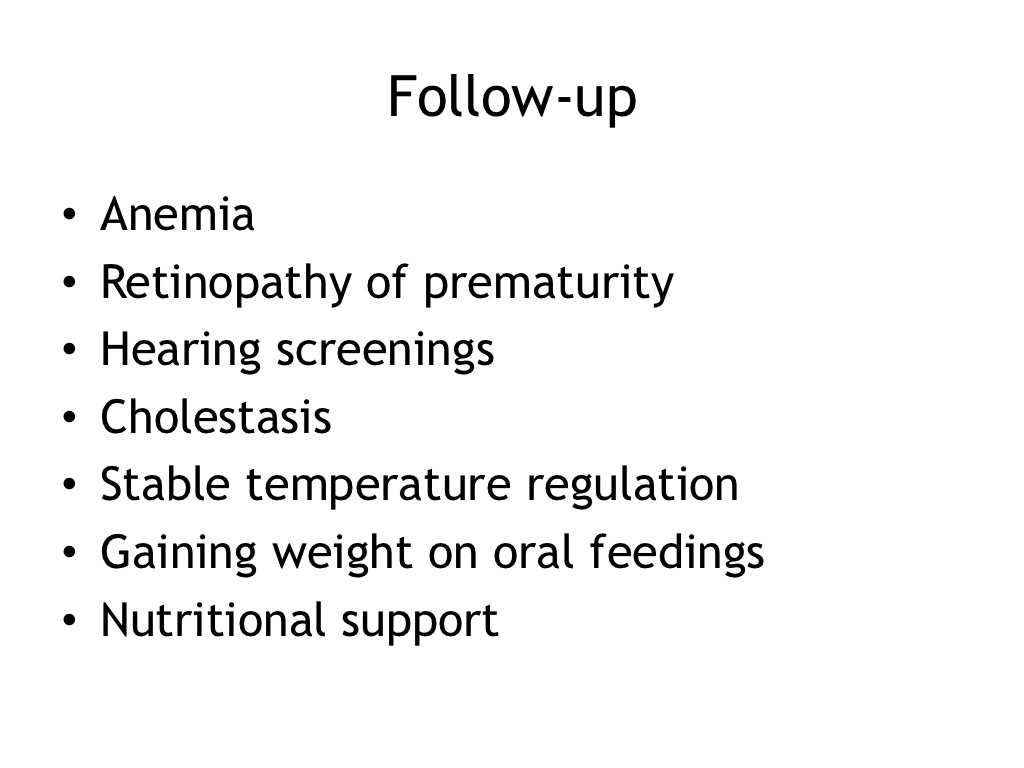 Follow-up
• Anemia
• Retinopathy of prematurity
• Hearing screenings
• Cholestasis
• Stable temperature regulation
• Gaining weight on oral feedings
• Nutritional support